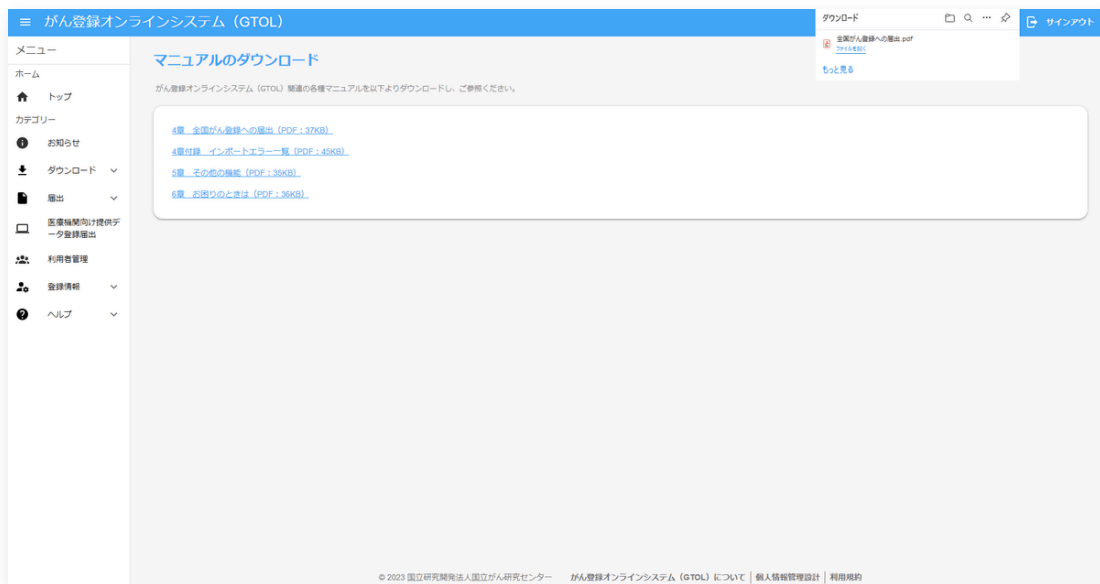 がん登録オンラインシステム（GTOL）
ダウンロード
全国がん登録への届出.pdf
ファイルを開く
もっと見る
サインアウト
メニュー
ホーム
トップ
カテゴリー
お知らせ
ダウンロード
届出
医療機関向け提供デ
ータ登録届出
利用者管理
登録情報
ヘルプ
マニュアルのダウンロード
がん登録オンラインシステム（GTOL）関連の各種マニュアルを以下よりダウンロードし、ご参照ください。
4章　全国がん登録への届出（PDF：37KB）
4章付録　インポートエラー一覧（PDF：45KB）
5章　その他の機能（PDF：35KB）
6章　お困りのときは（PDF：36KB）
© 2023 国立研究開発法人国立がん研究センター　がん登録オンラインシステム（GTOL）について｜個人情報管理設計｜利用規約